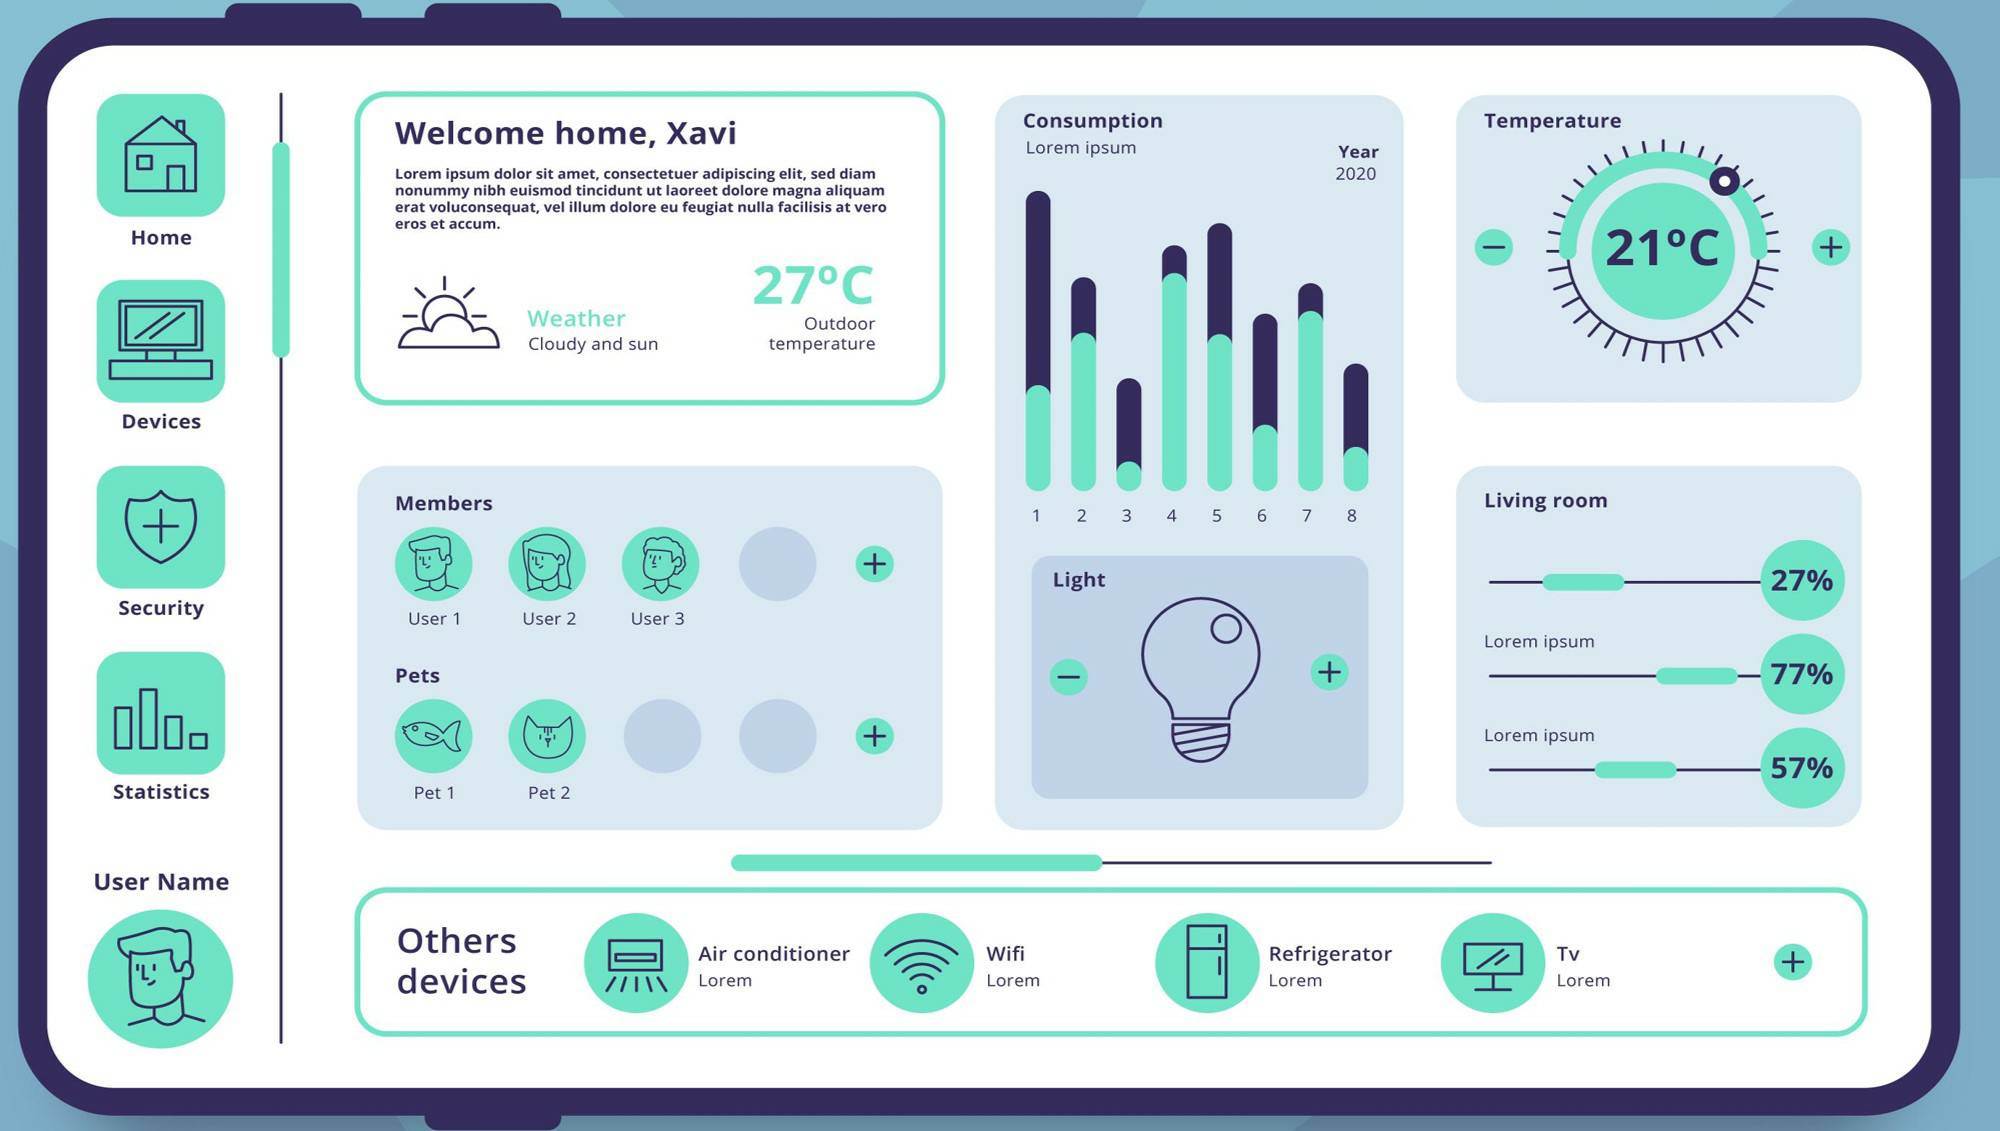 Home
Devices
Security
Statistics
User Name
Welcome home, Xavi
Lorem ipsum dolor sit amet, consectetuer adipiscing elit, sed diam
nonummy nibh euismod tincidunt ut laoreet dolore magna aliquam
erat voluconsequat, vel illum dolore eu feugiat nulla facilisis at vero
eros et accum.
27ºC
Weather
Cloudy and sun
Outdoor
temperature
Members
User 1 User 2 User 3
Pets
Pet 1 Pet 2
Consumption
Lorem ipsum
Year
2020
1 2 3 4 5 6 7 8
Light
Temperature
21ºC
Living room
27%
Lorem ipsum
77%
Lorem ipsum
57%
Others
devices
Air conditioner
Lorem
Wifi
Lorem
Refrigerator
Lorem
Tv
Lorem